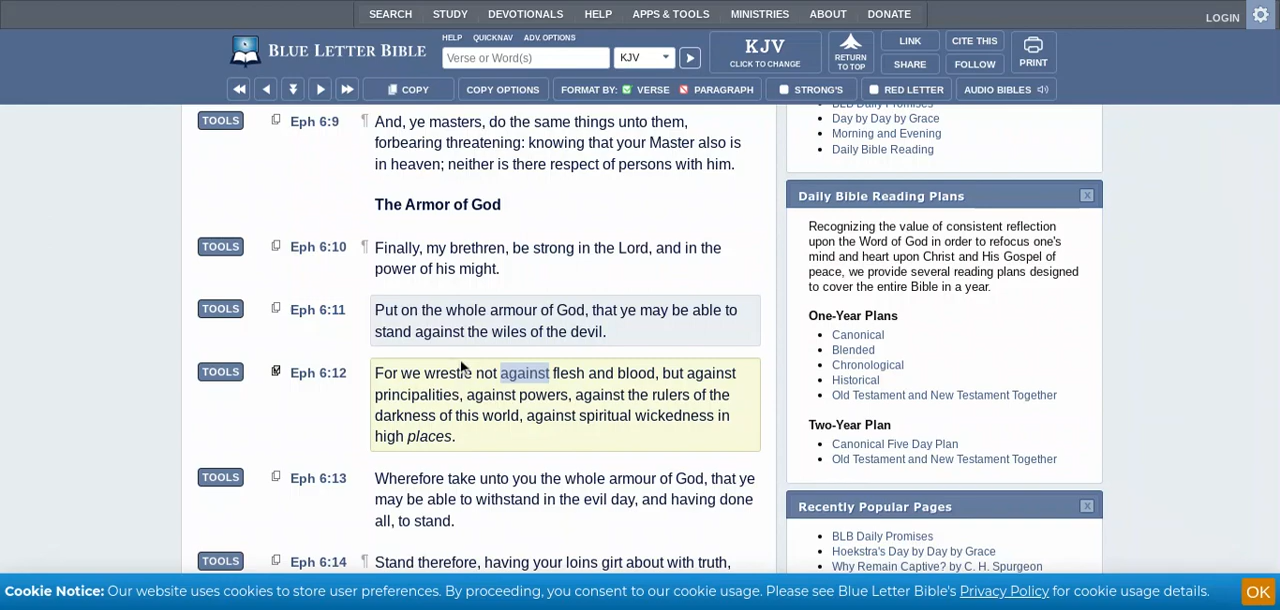 SEARCH STUDY DEVOTIONALS HELP APPS & TOOLS MINISTRIES ABOUT DONATE LOGIN
BLUE LETTER BIBLE
HELP QUICKNAV ADV. OPTIONS
Verse or Word(s) KJV
KJV
CLICK TO CHANGE
RETURN
TO TOP
LINK CITE THIS
SHARE FOLLOW
PRINT
COPY COPY OPTIONS FORMAT BY: VERSE PARAGRAPH STRONG'S RED LETTER AUDIO BIBLES
TOOLS Eph 6:9 ¶ And, ye masters, do the same things unto them,
forbearing threatening: knowing that your Master also is
in heaven; neither is there respect of persons with him.
The Armor of God
TOOLS Eph 6:10 ¶ Finally, my brethren, be strong in the Lord, and in the
power of his might.
TOOLS Eph 6:11 Put on the whole armour of God, that ye may be able to
stand against the wiles of the devil.
TOOLS Eph 6:12 For we wrestle not against flesh and blood, but against
principalities, against powers, against the rulers of the
darkness of this world, against spiritual wickedness in
high places.
TOOLS Eph 6:13 Wherefore take unto you the whole armour of God, that ye
may be able to withstand in the evil day, and having done
all, to stand.
TOOLS Eph 6:14 ¶ Stand therefore, having your loins girt about with truth,
BLB Daily Promises
Day by Day by Grace
Morning and Evening
Daily Bible Reading
Daily Bible Reading Plans x
Recognizing the value of consistent reflection
upon the Word of God in order to refocus one's
mind and heart upon Christ and His Gospel of
peace, we provide several reading plans designed
to cover the entire Bible in a year.
One-Year Plans
Canonical
Blended
Chronological
Historical
Old Testament and New Testament Together
Two-Year Plan
Canonical Five Day Plan
Old Testament and New Testament Together
Recently Popular Pages x
BLB Daily Promises
Hoekstra's Day by Day by Grace
Why Remain Captive? by C. H. Spurgeon
Cookie Notice: Our website uses cookies to store user preferences. By proceeding, you consent to our cookie usage. Please see Blue Letter Bible's Privacy Policy for cookie usage details. OK